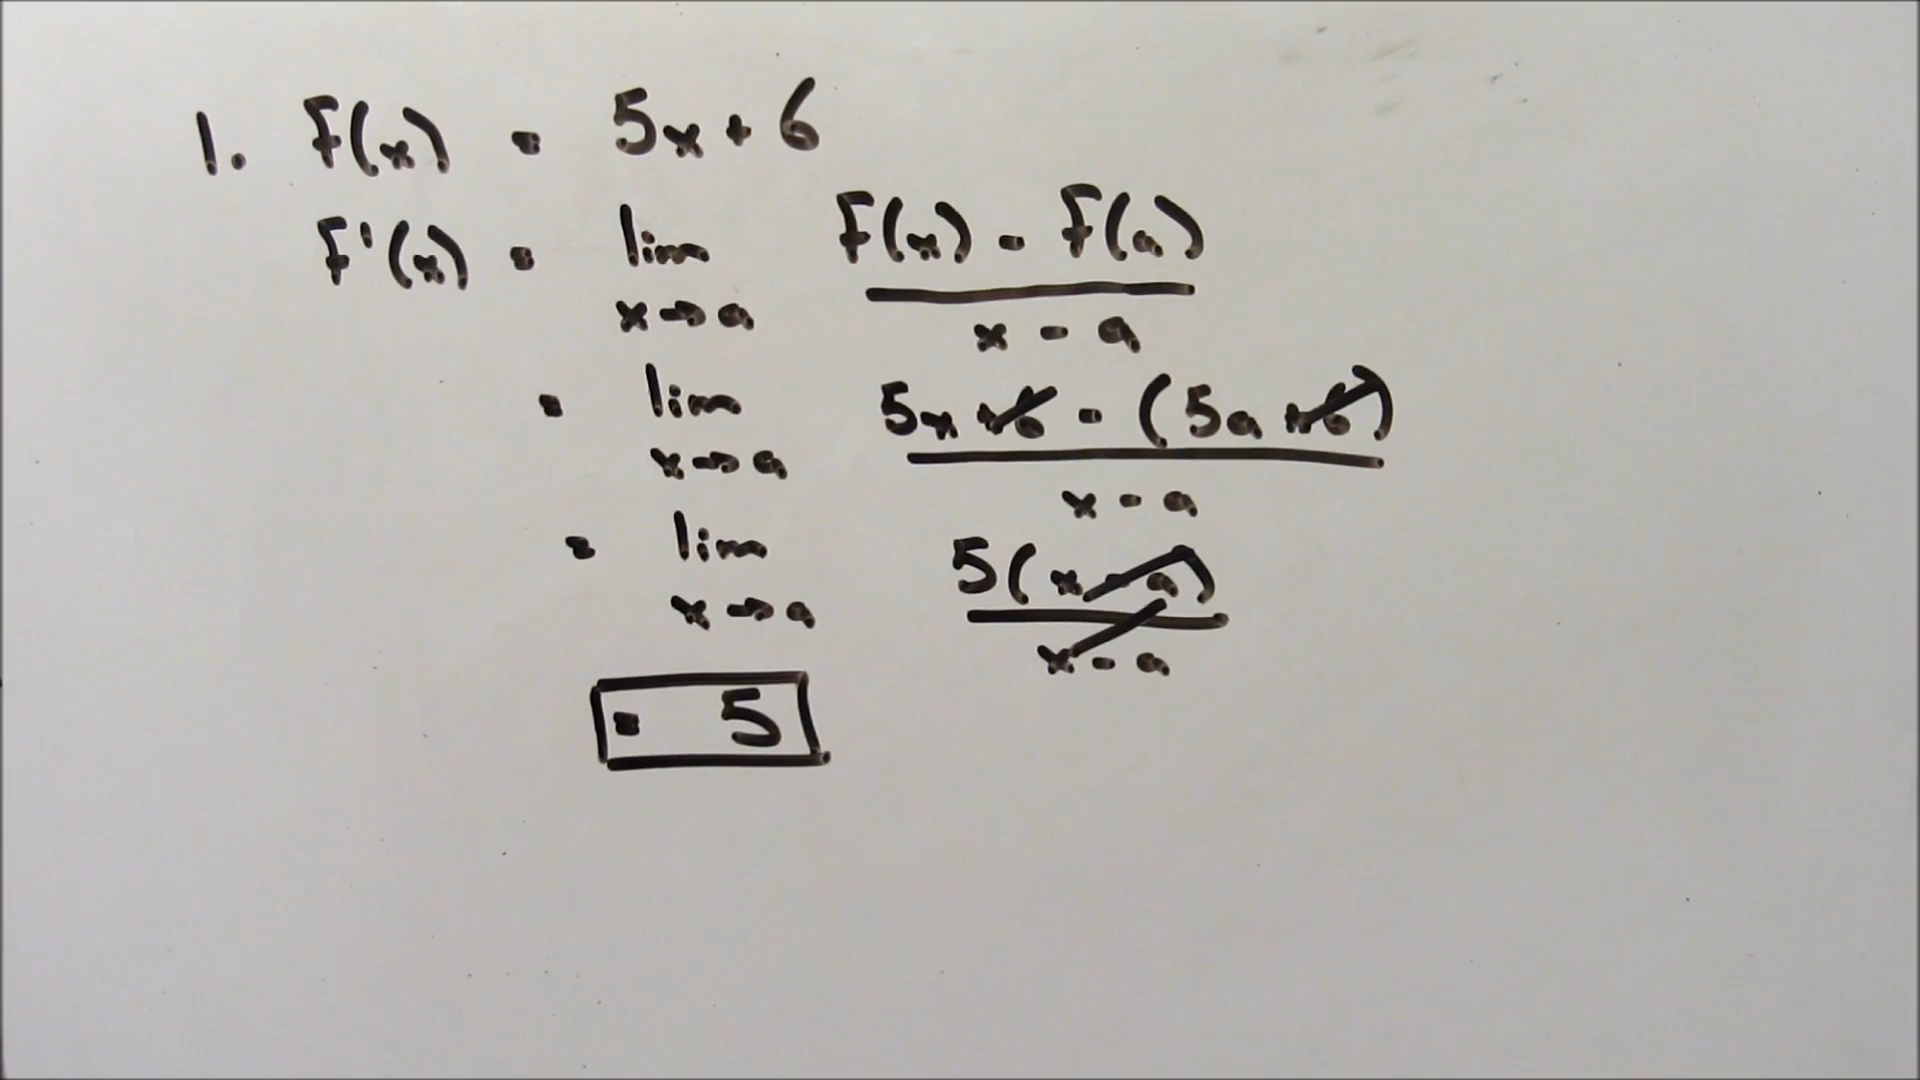 1. f(x) = 5x + 6
f'(x) = lim x→a f(x) - f(a) / x - a
= lim x→a 5x + 6 - (5a + 6) / x - a
= lim x→a 5(x - a) / x - a
= 5